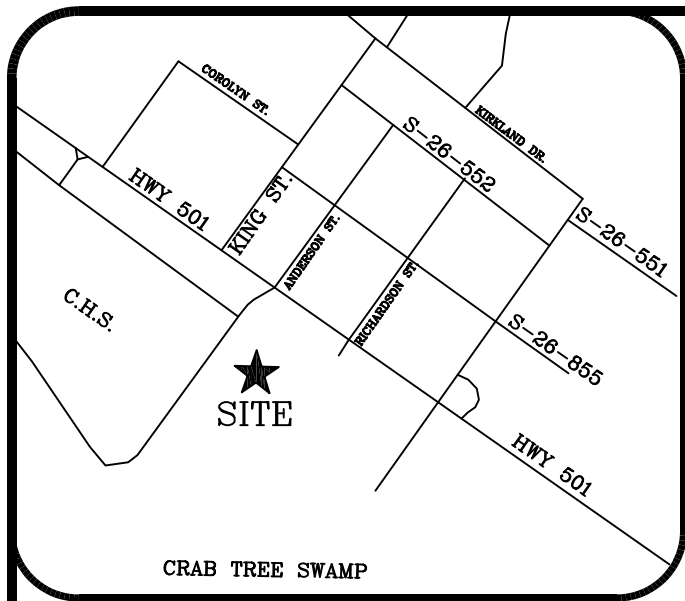 COROLYN ST.
KIRKLAND DR.
S-26-552
HWY 501
KING ST.
S-26-551
ANDERSON ST.
RICHARDSON ST.
C.H.S.
S-26-855
SITE
HWY 501
CRAB TREE SWAMP